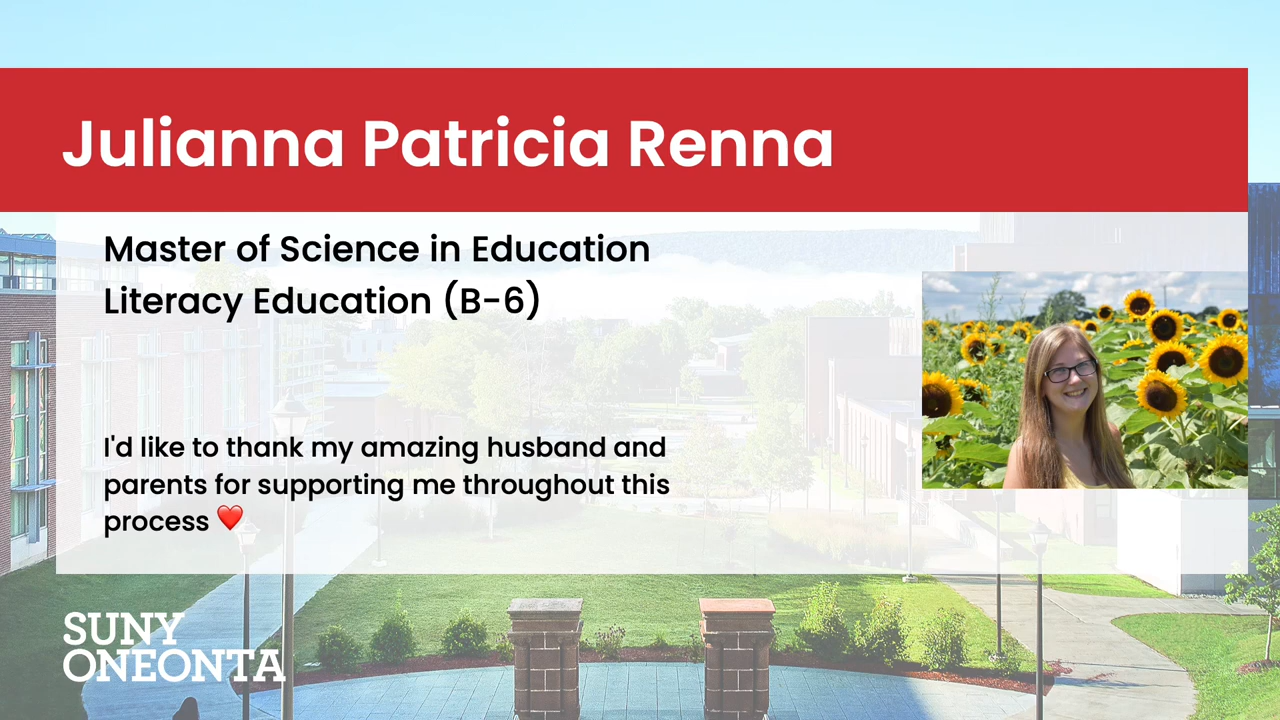 Julianna Patricia Renna
Master of Science in Education
Literacy Education (B-6)
I'd like to thank my amazing husband and
parents for supporting me throughout this
process ❤️
SUNY
ONEONTA